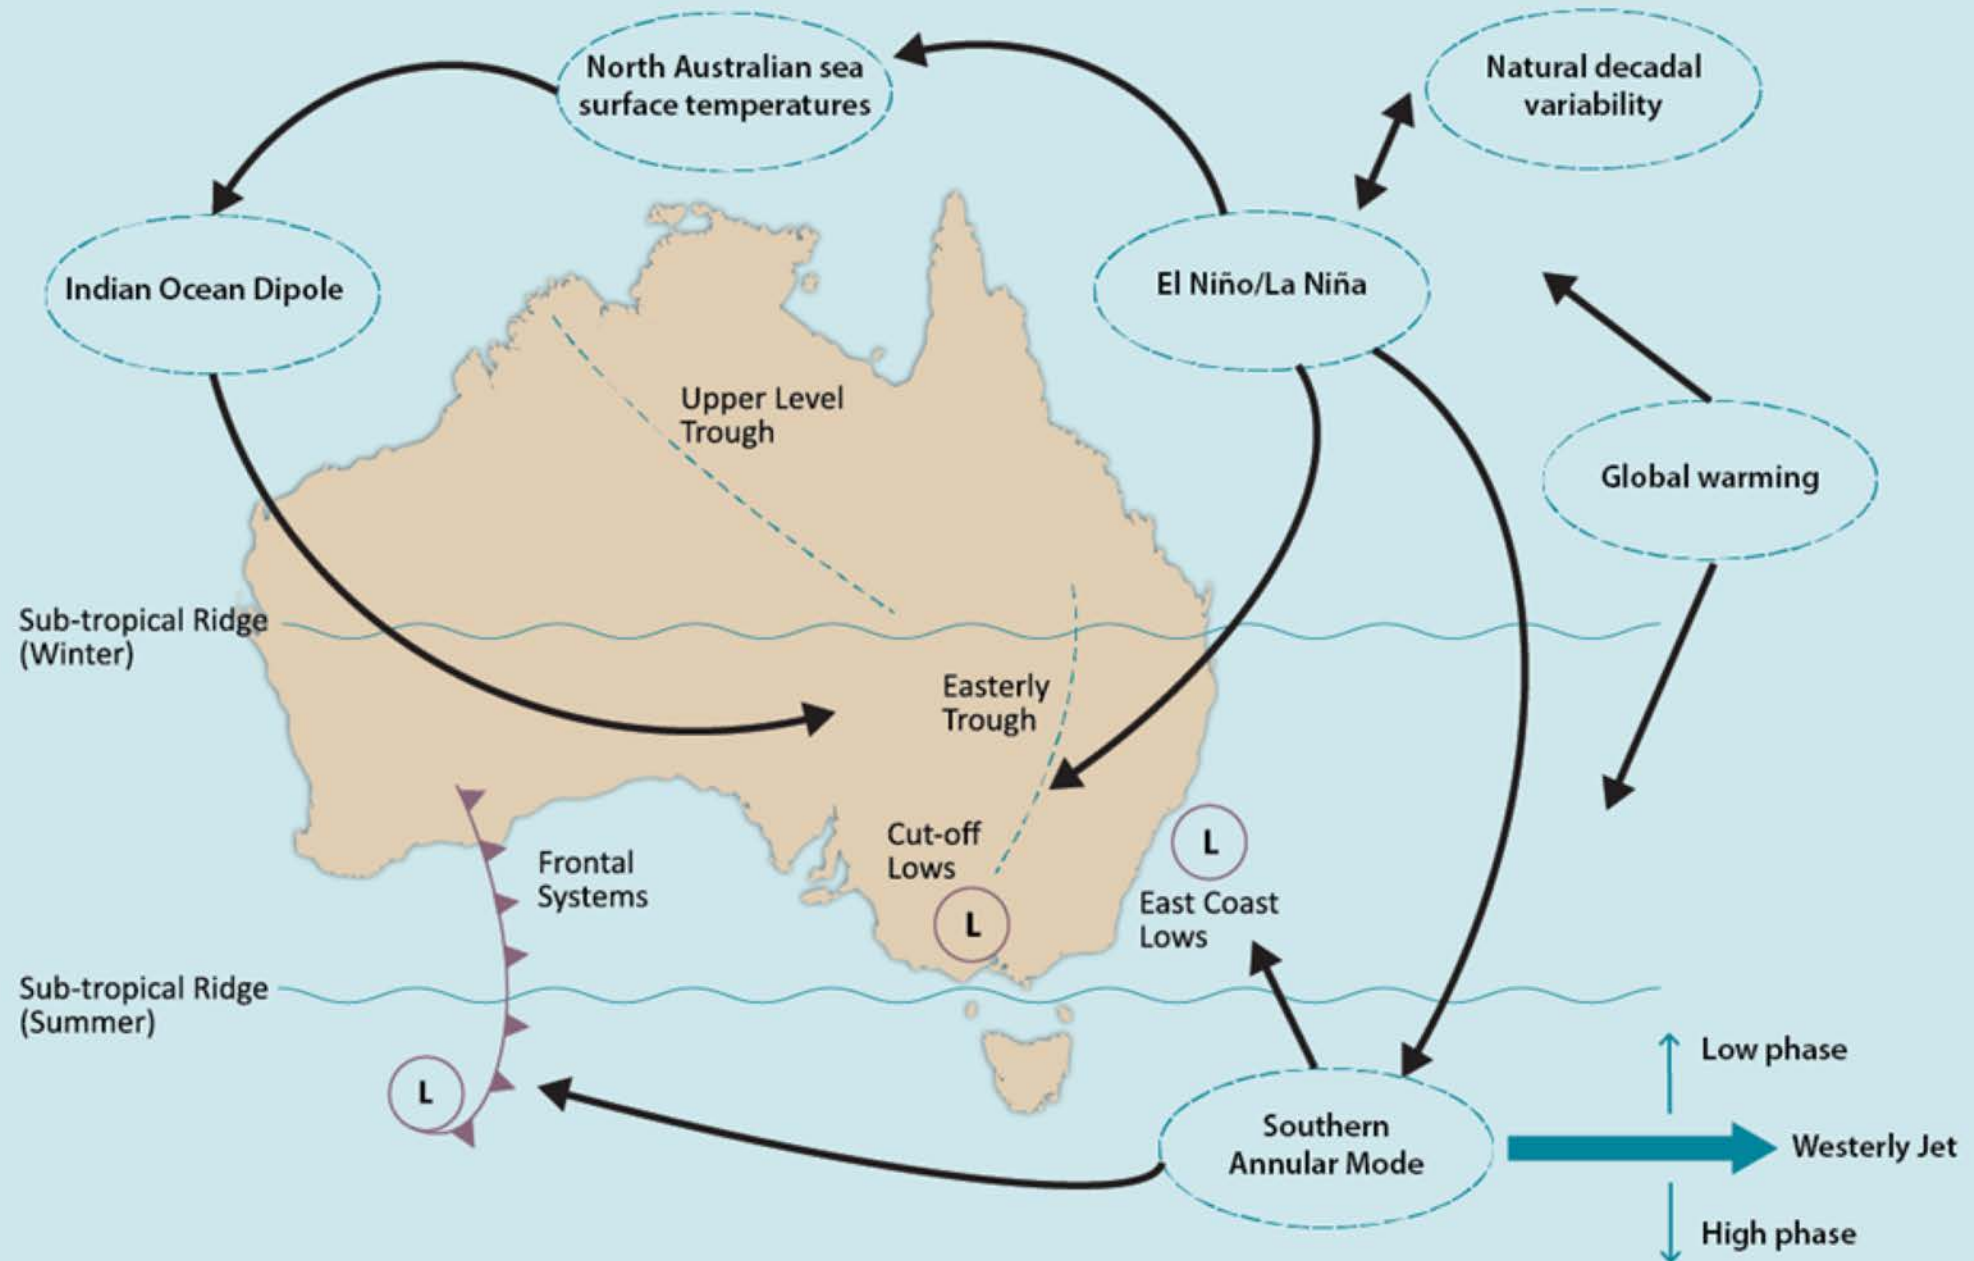 North Australian sea
surface temperatures
Natural decadal
variability
Indian Ocean Dipole
El Niño/La Niña
Upper Level
Trough
Global warming
Sub-tropical Ridge
(Winter)
Easterly
Trough
Cut-off
Lows
L
L
East Coast
Lows
Frontal
Systems
Sub-tropical Ridge
(Summer)
L
Southern
Annular Mode
Low phase
Westerly Jet
High phase